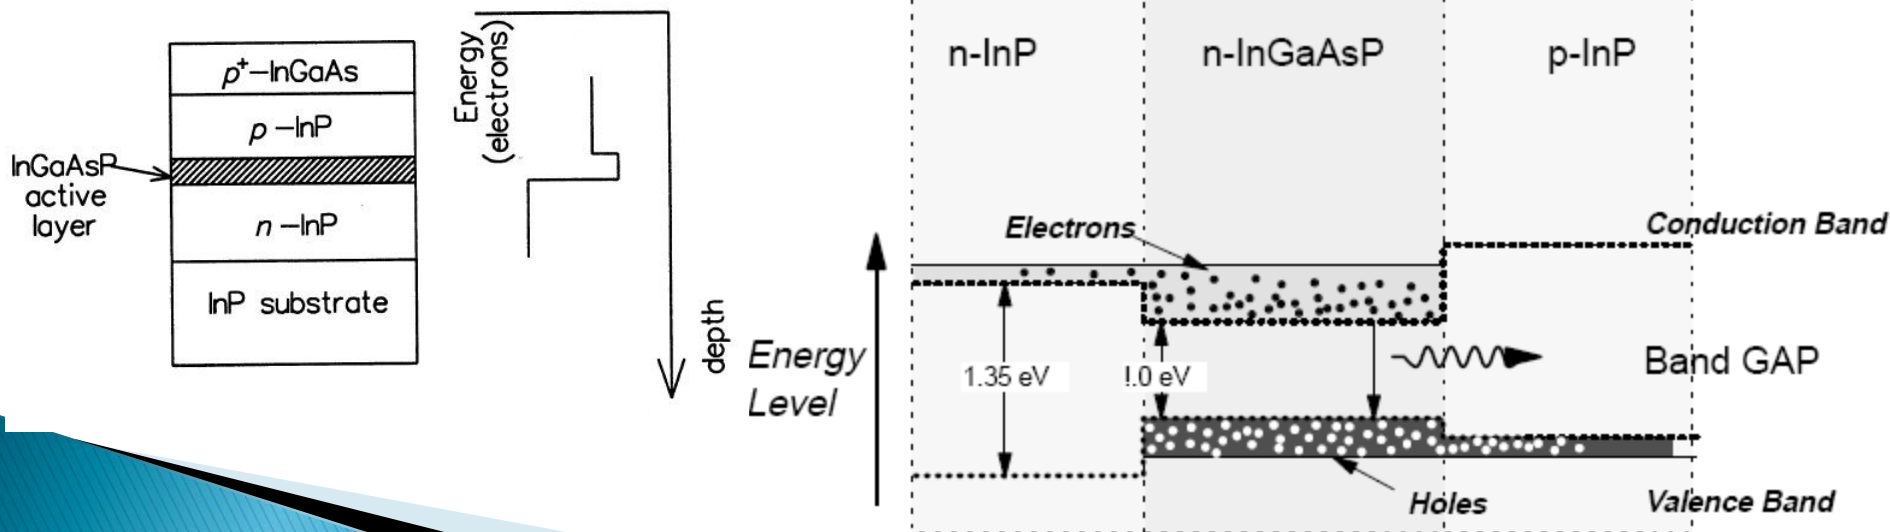 p⁺-InGaAs
p-InP
InGaAsP
active
layer
n-InP
InP substrate
Energy
(electrons)
depth
n-InP
n-InGaAsP
p-InP
Electrons
Conduction Band
Energy
Level
1.35 eV
1.0 eV
Band GAP
Holes
Valence Band